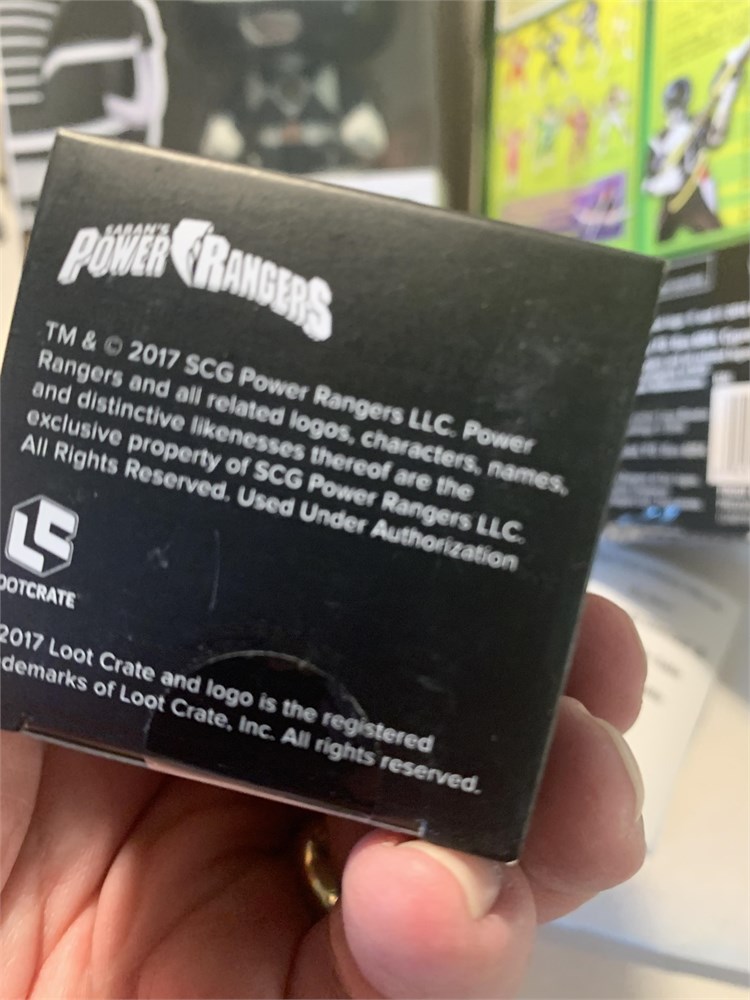 SABAN'S
POWER RANGERS
TM & © 2017 SCG Power Rangers LLC. Power
Rangers and all related logos, characters, names,
and distinctive likenesses thereof are the
exclusive property of SCG Power Rangers LLC.
All Rights Reserved. Used Under Authorization
LC
OOTCRATE
2017 Loot Crate and logo is the registered
demarks of Loot Crate, Inc. All rights reserved.